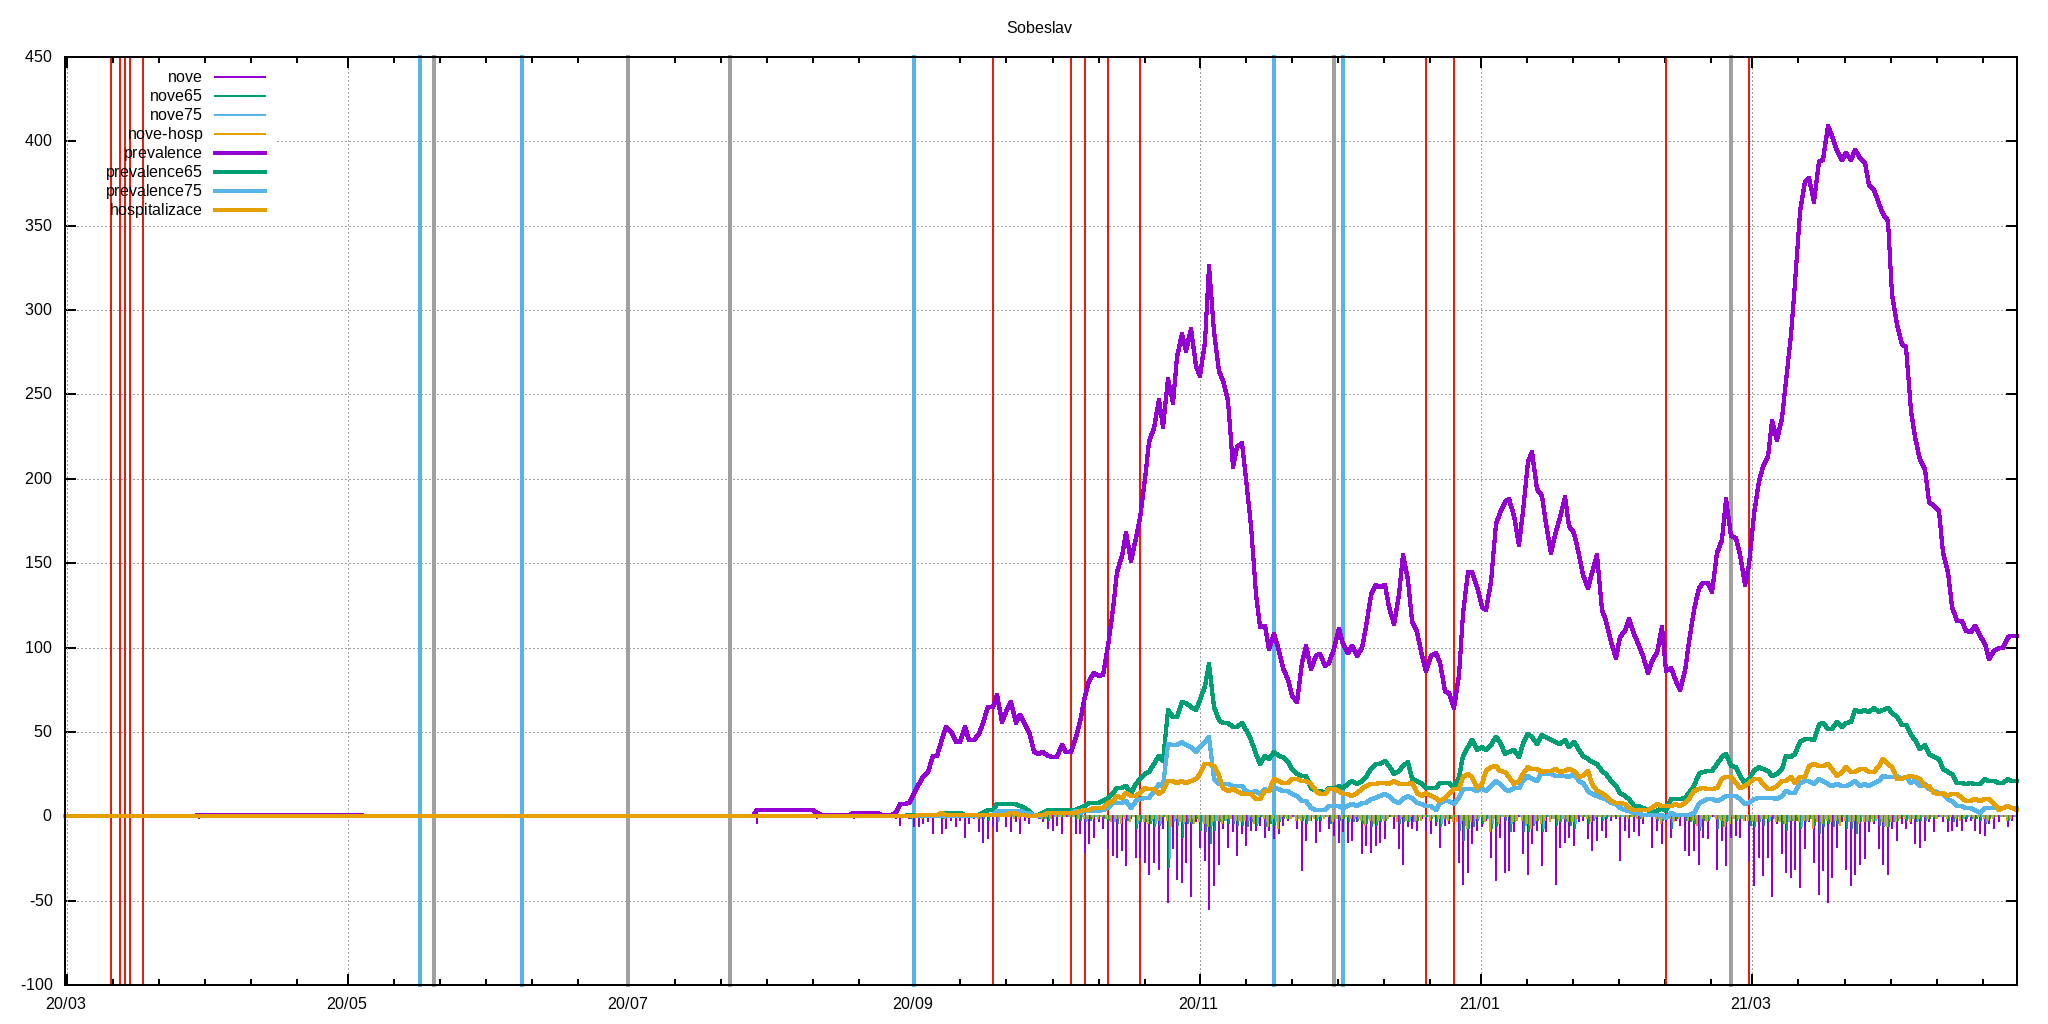 Sobeslav
450
400
350
300
250
200
150
100
50
0
-50
-100
nove
nove65
nove75
nove-hosp
prevalence
prevalence65
prevalence75
hospitalizace
20/03
20/05
20/07
20/09
20/11
21/01
21/03